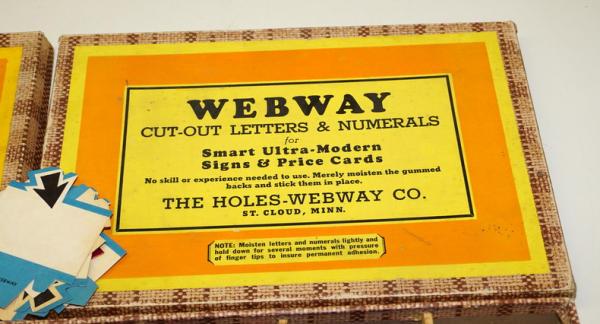 WEBWAY
CUT-OUT LETTERS & NUMERALS
for
Smart Ultra-Modern
Signs & Price Cards
No skill or experience needed to use. Merely moisten the gummed
backs and stick them in place.
THE HOLES-WEBWAY CO.
ST. CLOUD, MINN.
NOTE: Moisten letters and numerals lightly and
hold down for several moments with pressure
of finger tips to insure permanent adhesion.